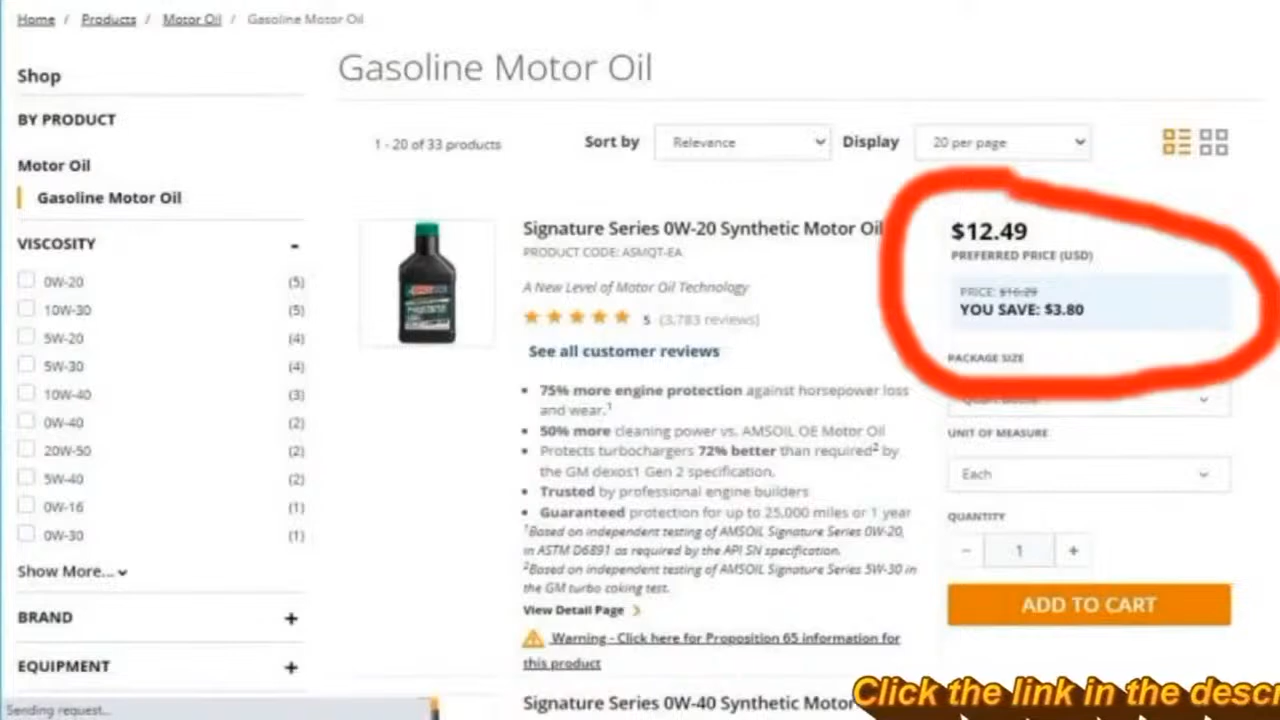 Home / Products / Motor Oil / Gasoline Motor Oil
Shop
BY PRODUCT
Motor Oil
Gasoline Motor Oil
VISCOSITY -
0W-20 (5)
10W-30 (5)
5W-20 (4)
5W-30 (4)
10W-40 (3)
0W-40 (2)
20W-50 (2)
5W-40 (2)
0W-16 (1)
0W-30 (1)
Show More...
BRAND +
EQUIPMENT +
Sending request...
Gasoline Motor Oil
1 - 20 of 33 products
Sort by Relevance Display 20 per page
Signature Series 0W-20 Synthetic Motor Oil
PRODUCT CODE: ASMQT-EA
A New Level of Motor Oil Technology
5 (3,783 reviews)
See all customer reviews
• 75% more engine protection against horsepower loss
and wear.1
• 50% more cleaning power vs. AMSOIL OE Motor Oil
• Protects turbochargers 72% better than required2 by
the GM dexos1 Gen 2 specification.
• Trusted by professional engine builders
• Guaranteed protection for up to 25,000 miles or 1 year
1Based on independent testing of AMSOIL Signature Series 0W-20,
in ASTM D6891 as required by the API SN specification.
2Based on independent testing of AMSOIL Signature Series 5W-30 in
the GM turbo coking test.
View Detail Page >
Warning - Click here for Proposition 65 information for
this product
$12.49
PREFERRED PRICE (USD)
PRICE: $16.29
YOU SAVE: $3.80
PACKAGE SIZE
UNIT OF MEASURE
Each
QUANTITY
- 1 +
ADD TO CART
Signature Series 0W-40 Synthetic Motor
Click the link in the descr